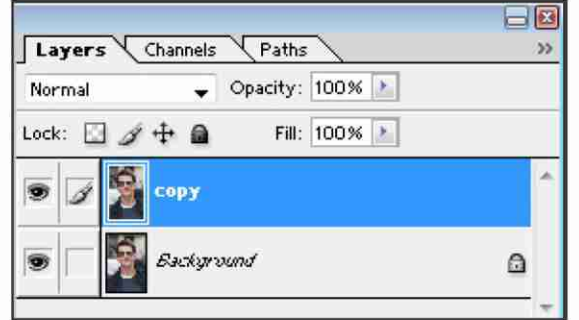 Layers Channels Paths
Normal Opacity: 100%
Lock: Fill: 100%
copy
Background